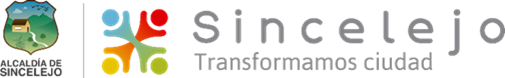 ALCALDÍA DE
SINCELEJO
Sincelejo
Transformamos ciudad